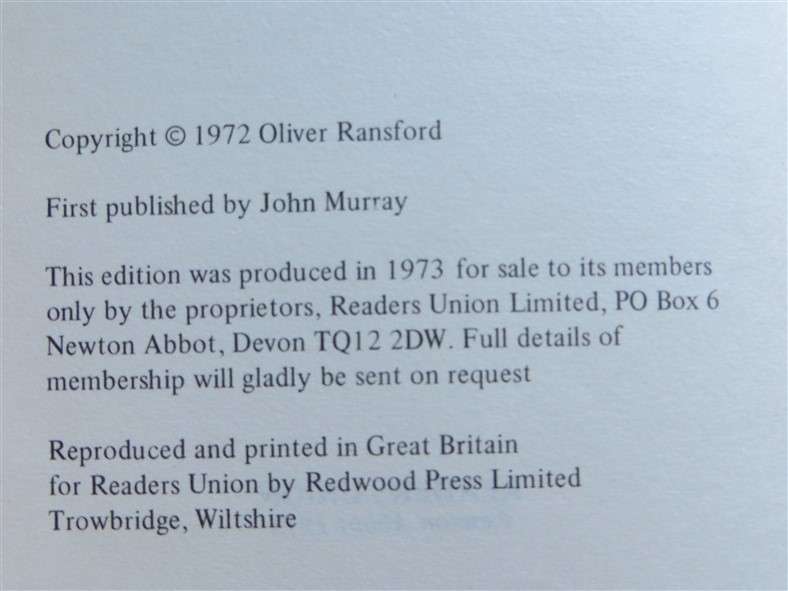 Copyright © 1972 Oliver Ransford
First published by John Murray
This edition was produced in 1973 for sale to its members
only by the proprietors, Readers Union Limited, PO Box 6
Newton Abbot, Devon TQ12 2DW. Full details of
membership will gladly be sent on request
Reproduced and printed in Great Britain
for Readers Union by Redwood Press Limited
Trowbridge, Wiltshire